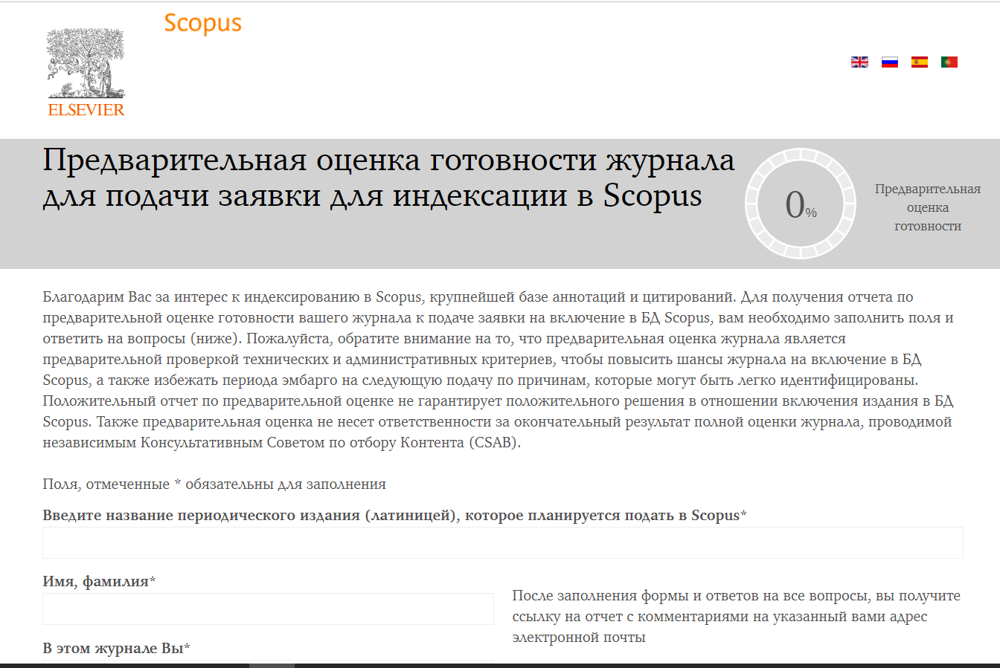 Scopus
ELSEVIER
Предварительная оценка готовности журнала
для подачи заявки для индексации в Scopus
0%
Предварительная
оценка
готовности
Благодарим Вас за интерес к индексированию в Scopus, крупнейшей базе аннотаций и цитирований. Для получения отчета по
предварительной оценке готовности вашего журнала к подаче заявки на включение в БД Scopus, вам необходимо заполнить поля и
ответить на вопросы (ниже). Пожалуйста, обратите внимание на то, что предварительная оценка журнала является
предварительной проверкой технических и административных критериев, чтобы повысить шансы журнала на включение в БД
Scopus, а также избежать периода эмбарго на следующую подачу по причинам, которые могут быть легко идентифицированы.
Положительный отчет по предварительной оценке не гарантирует положительного решения в отношении включения издания в БД
Scopus. Также предварительная оценка не несет ответственности за окончательный результат полной оценки журнала, проводимой
независимым Консультативным Советом по отбору Контента (CSAB).
Поля, отмеченные * обязательны для заполнения
Введите название периодического издания (латиницей), которое планируется подать в Scopus*
Имя, фамилия*
После заполнения формы и ответов на все вопросы, вы получите
ссылку на отчет с комментариями на указанный вами адрес
электронной почты
В этом журнале Вы*